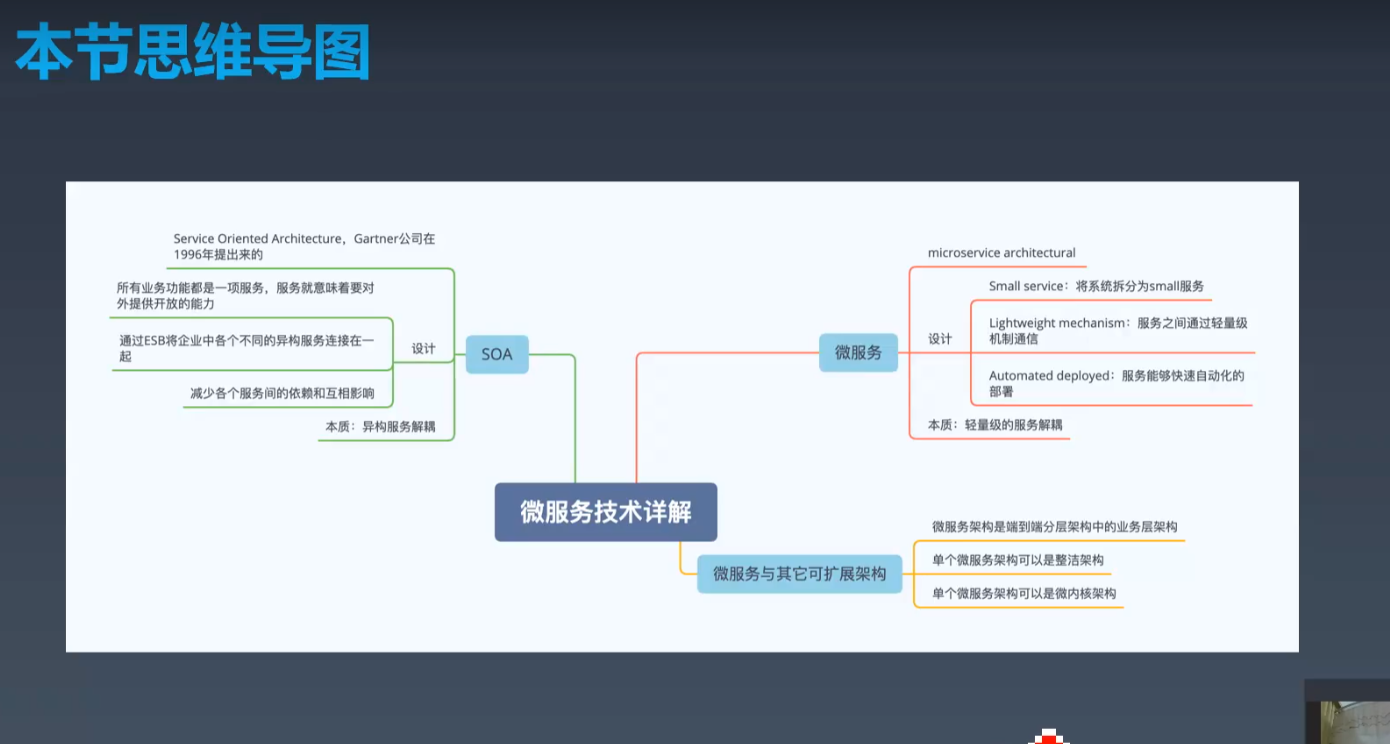 本节思维导图
Service Oriented Architecture，Gartner公司在
1996年提出来的
所有业务功能都是一项服务，服务就意味着要对
外提供开放的能力
通过ESB将企业中各个不同的异构服务连接在一
起
减少各个服务间的依赖和互相影响
设计
本质：异构服务解耦
SOA
微服务
microservice architectural
设计
Small service：将系统拆分为small服务
Lightweight mechanism：服务之间通过轻量级
机制通信
Automated deployed：服务能够快速自动化的
部署
本质：轻量级的服务解耦
微服务技术详解
微服务与其它可扩展架构
微服务架构是端到端分层架构中的业务层架构
单个微服务架构可以是整洁架构
单个微服务架构可以是微内核架构